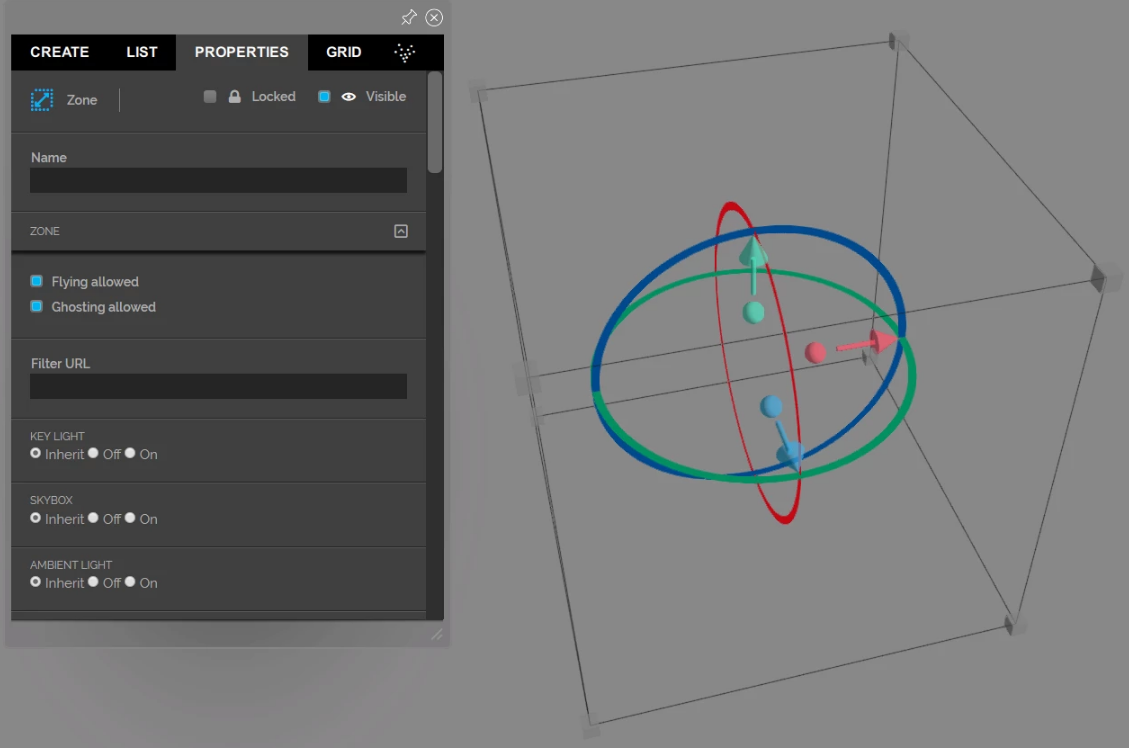 CREATE LIST PROPERTIES GRID
Zone Locked Visible
Name
ZONE
Flying allowed
Ghosting allowed
Filter URL
KEY LIGHT
Inherit Off On
SKYBOX
Inherit Off On
AMBIENT LIGHT
Inherit Off On